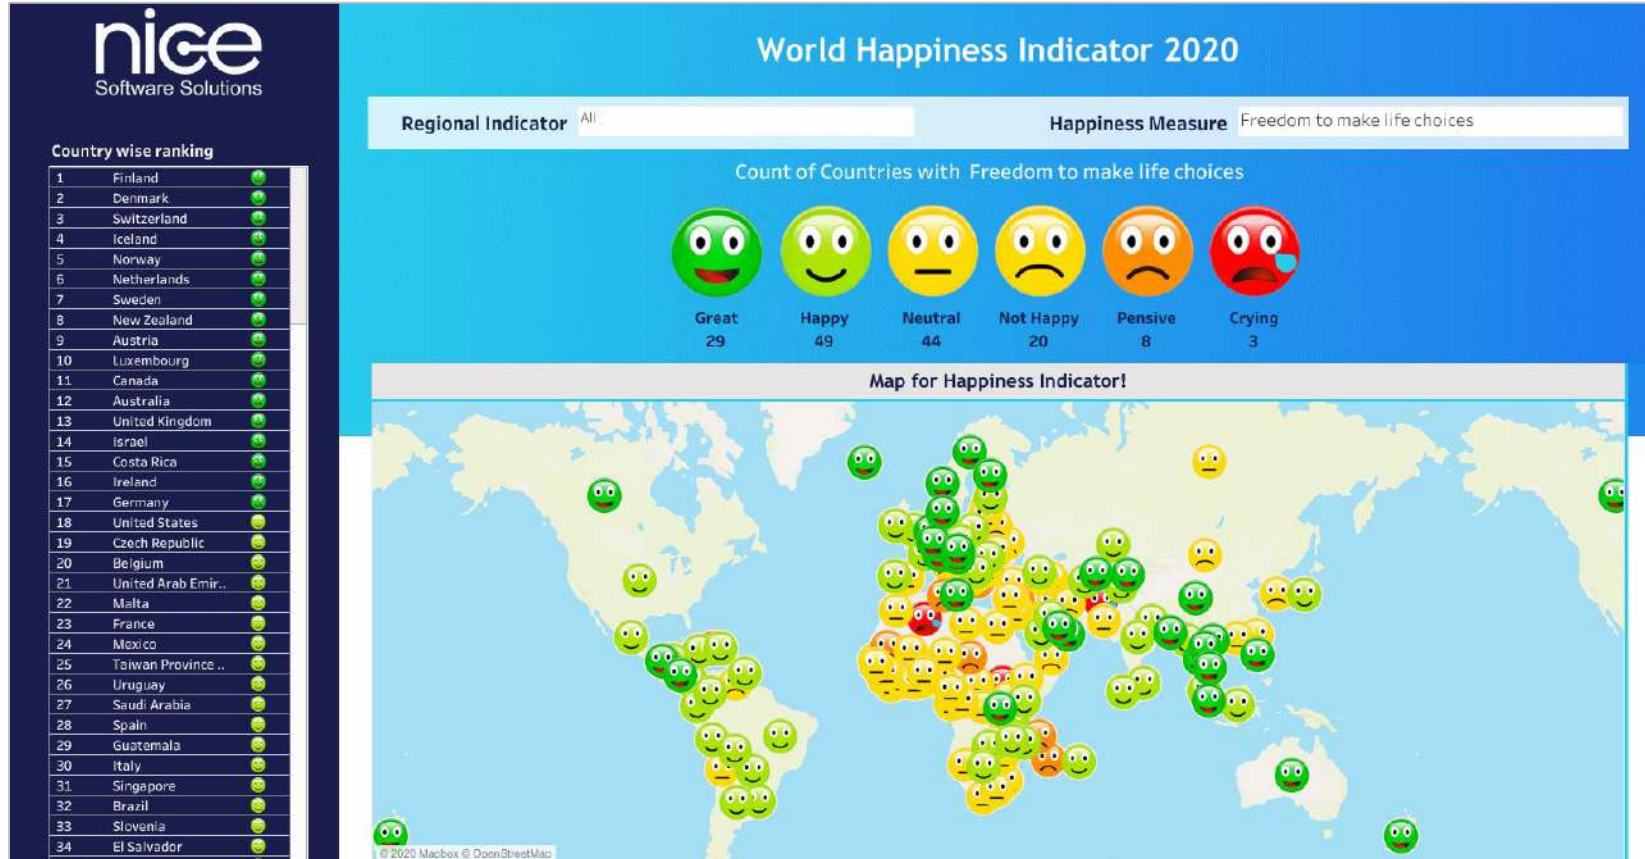 nice
Software Solutions
World Happiness Indicator 2020
Regional Indicator All
Happiness Measure Freedom to make life choices
Country wise ranking
1 Finland
2 Denmark
3 Switzerland
4 Iceland
5 Norway
6 Netherlands
7 Sweden
8 New Zealand
9 Austria
10 Luxembourg
11 Canada
12 Australia
13 United Kingdom
14 Israel
15 Costa Rica
16 Ireland
17 Germany
18 United States
19 Czech Republic
20 Belgium
21 United Arab Emir..
22 Malta
23 France
24 Mexico
25 Taiwan Province ..
26 Uruguay
27 Saudi Arabia
28 Spain
29 Guatemala
30 Italy
31 Singapore
32 Brazil
33 Slovenia
34 El Salvador
Count of Countries with Freedom to make life choices
Great Happy Neutral Not Happy Pensive Crying
29 49 44 20 8 3
Map for Happiness Indicator!
© 2020 Mapbox © OpenStreetMap